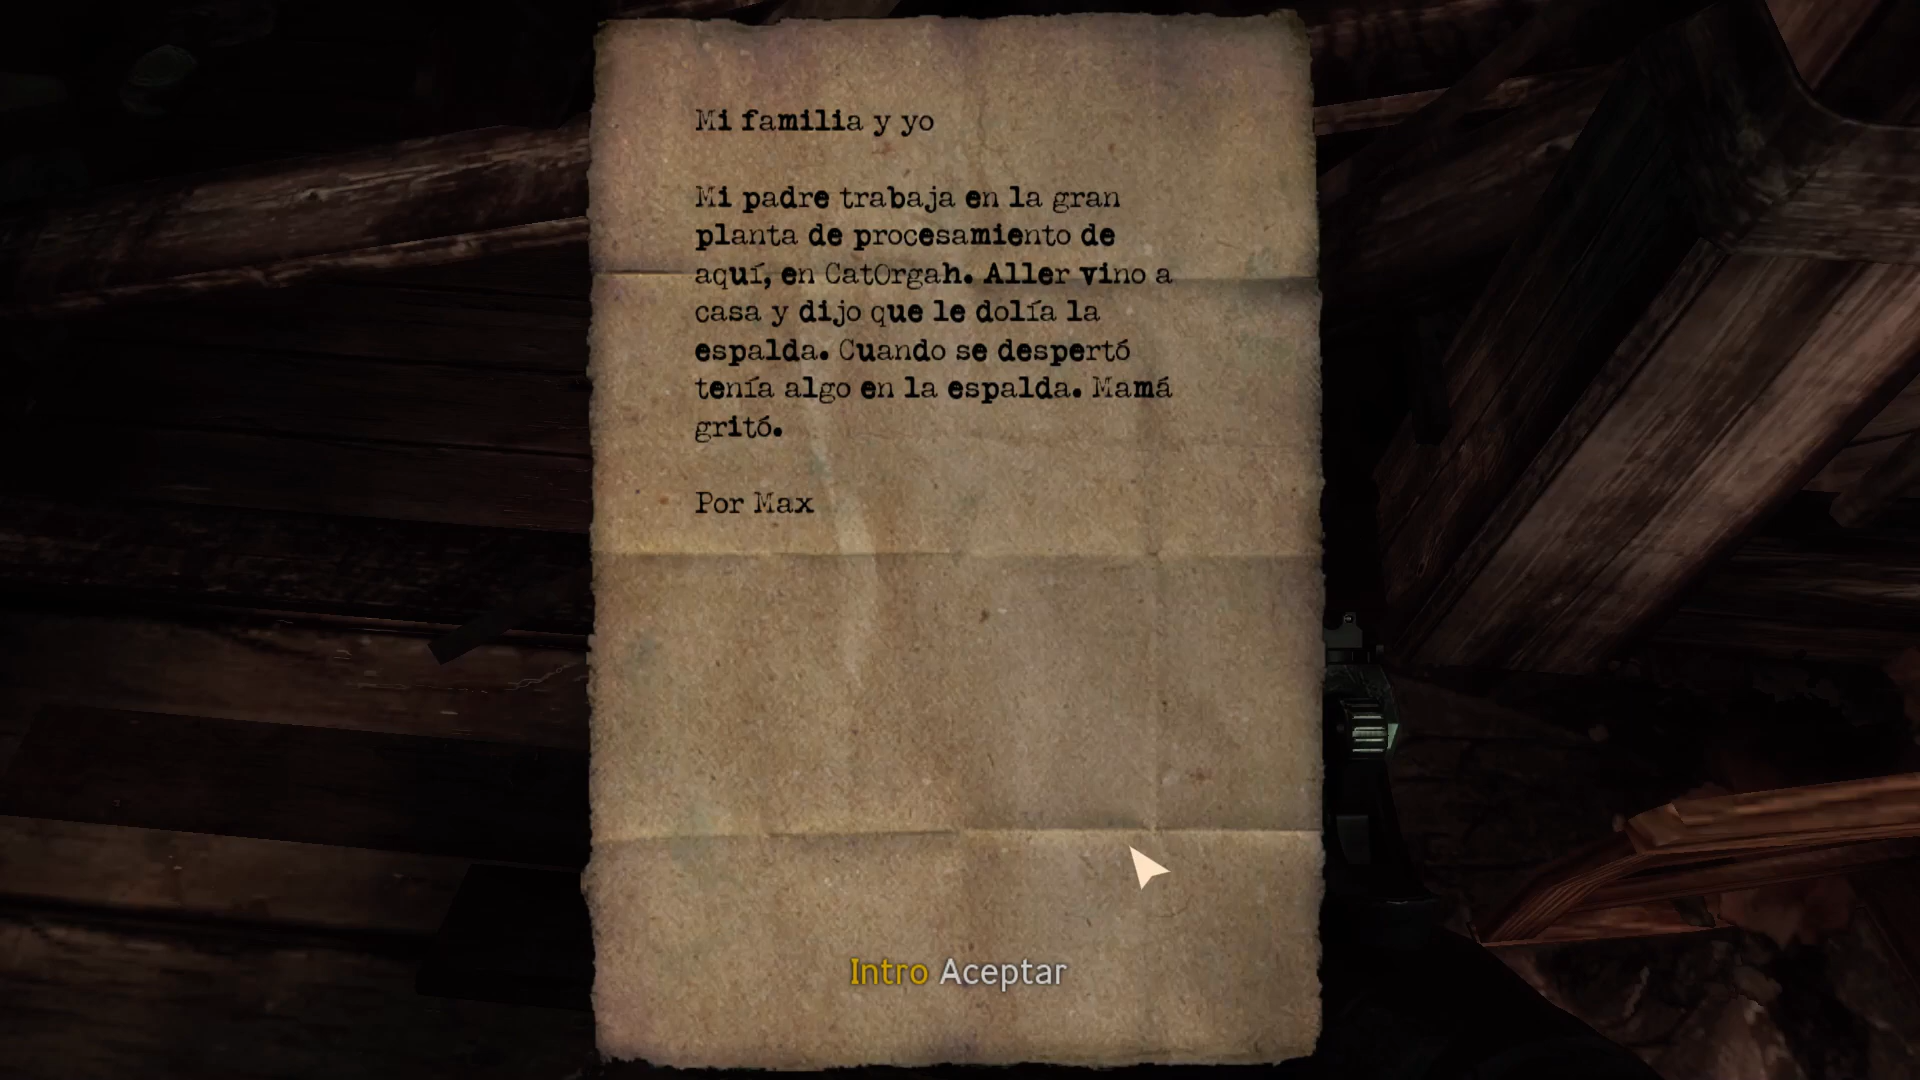 Mi familia y yo
Mi padre trabaja en la gran
planta de procesamiento de
aquí, en CatOrgah. Aller vino a
casa y dijo que le dolía la
espalda. Cuando se despertó
tenía algo en la espalda. Mamá
gritó.
Por Max
Intro Aceptar